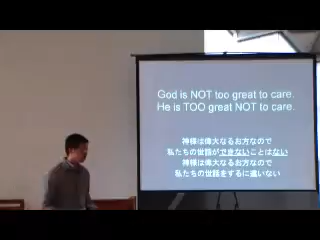 God is NOT too great to care.
He is TOO great NOT to care.
神様は偉大なるお方なので
私たちの世話ができないことはない
神様は偉大なるお方なので
私たちの世話をするに違いない